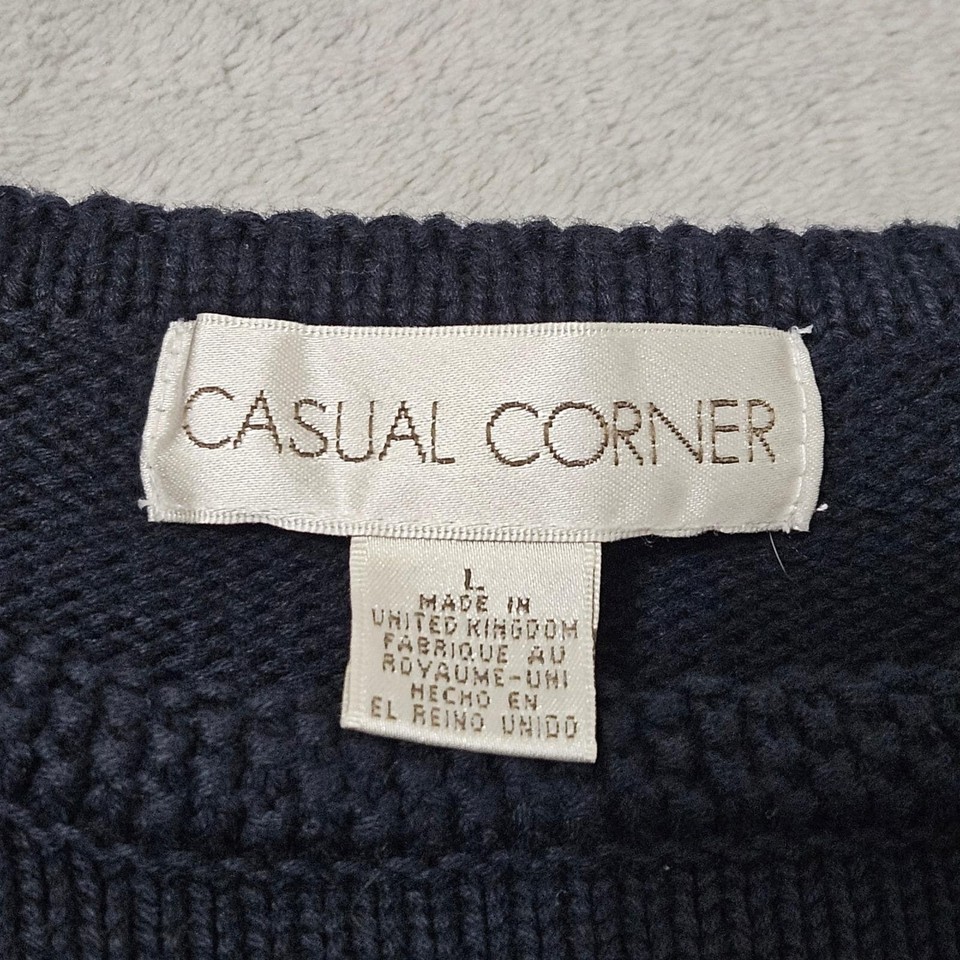 CASUAL CORNER
L
MADE IN
UNITED KINGDOM
FABRIQUE AU
ROYAUME-UNI
HECHO EN
EL REINO UNIDO